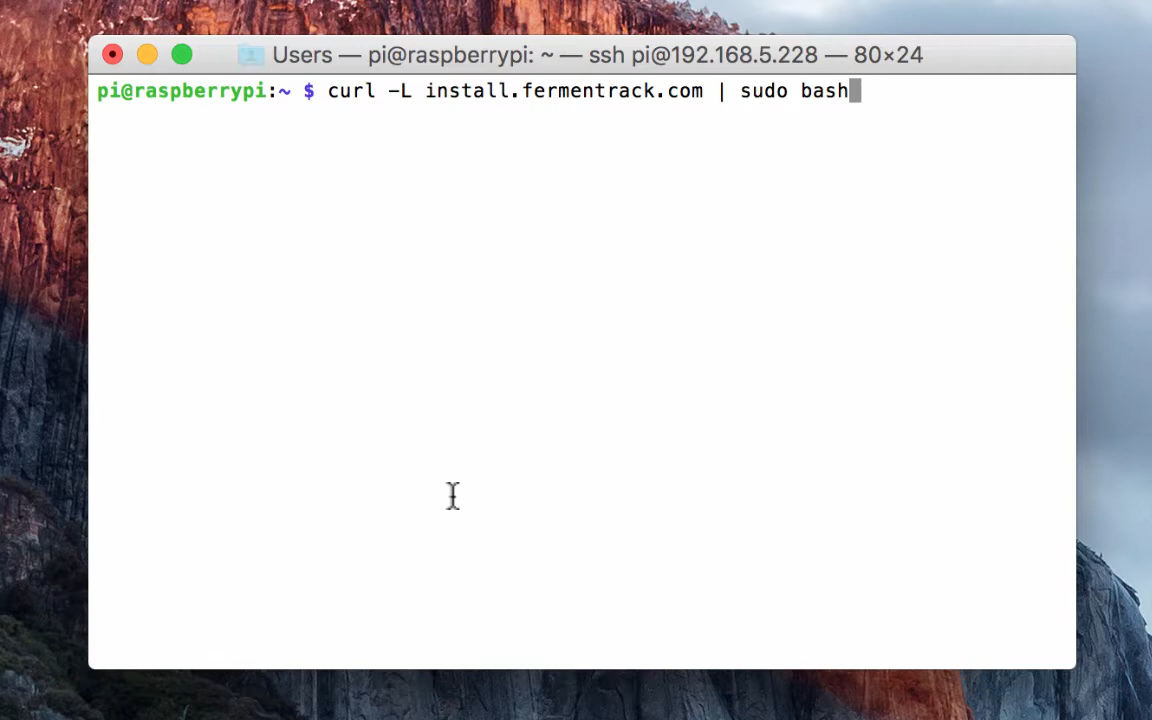 Users — pi@raspberrypi: ~ — ssh pi@192.168.5.228 — 80×24
pi@raspberrypi:~ $ curl -L install.fermentrack.com | sudo bash